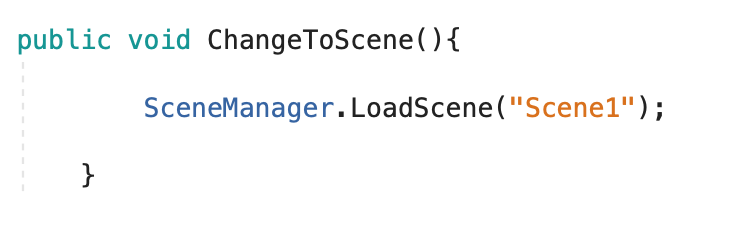 public void ChangeToScene(){
SceneManager.LoadScene("Scene1");
}